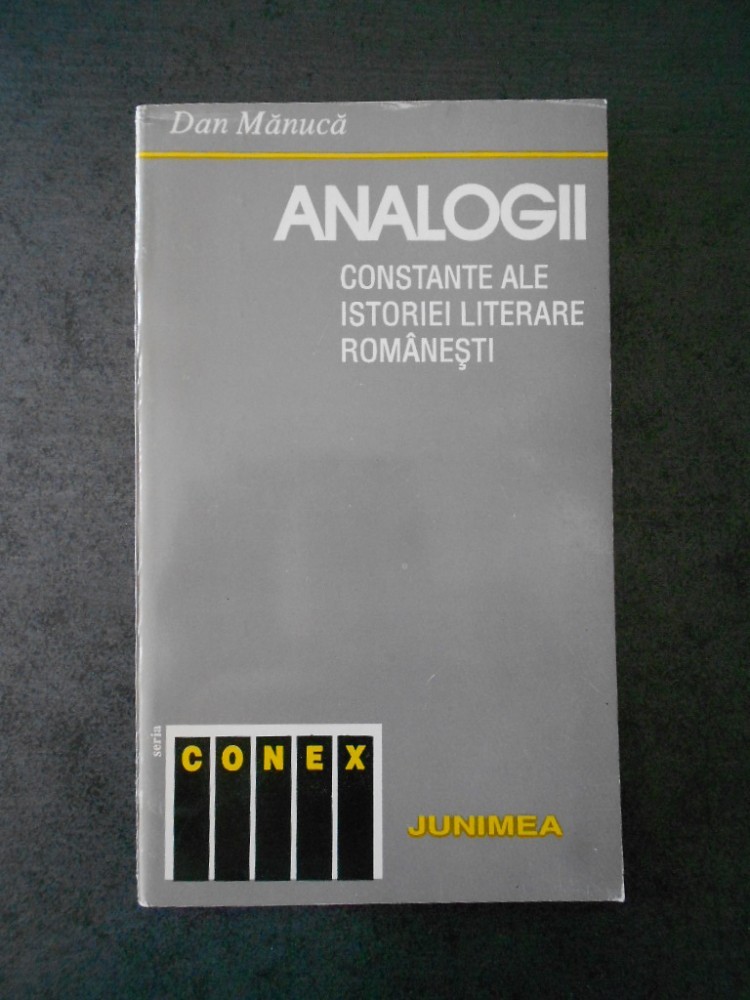 Dan Mănucă
ANALOGII
CONSTANTE ALE
ISTORIEI LITERARE
ROMÂNEŞTI
seria
CONEX
JUNIMEA